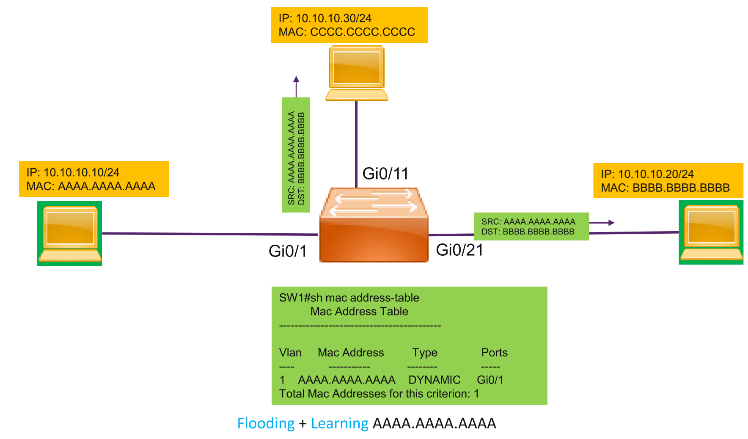 IP: 10.10.10.30/24
MAC: CCCC.CCCC.CCCC
SRC: AAAA.AAAA.AAAA
DST: BBBB.BBBB.BBBB
Gi0/11
IP: 10.10.10.10/24
MAC: AAAA.AAAA.AAAA
IP: 10.10.10.20/24
MAC: BBBB.BBBB.BBBB
SRC: AAAA.AAAA.AAAA
DST: BBBB.BBBB.BBBB
Gi0/1
Gi0/21
SW1#sh mac address-table
Mac Address Table
-------------------------------------------
Vlan Mac Address Type Ports
---- ----------- -------- -----
1 AAAA.AAAA.AAAA DYNAMIC Gi0/1
Total Mac Addresses for this criterion: 1
Flooding + Learning AAAA.AAAA.AAAA